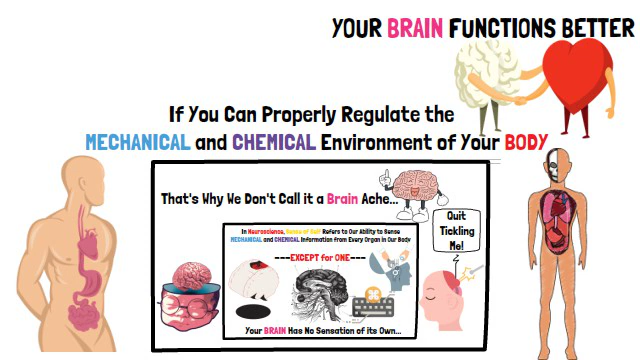 YOUR BRAIN FUNCTIONS BETTER
If You Can Properly Regulate the
MECHANICAL and CHEMICAL Environment of Your BODY
That's Why We Don't Call it a Brain Ache...
Quit
Tickling
Me!
In Neuroscience, Sense of Self Refers to Our Ability to Sense
MECHANICAL and CHEMICAL Information from Every Organ in Our Body
----EXCEPT for ONE----
Your BRAIN Has No Sensation of its Own...